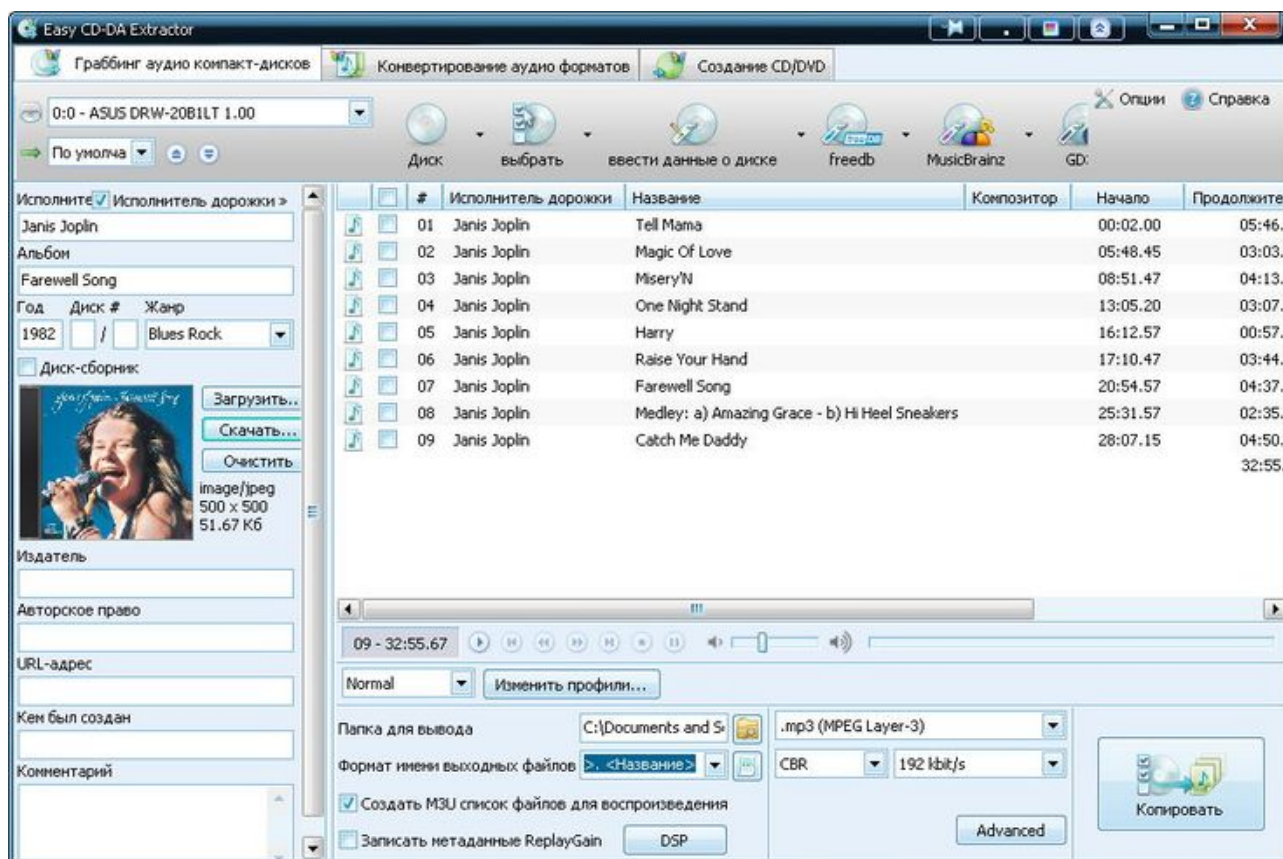 Easy CD-DA Extractor
Граббинг аудио компакт-дисков Конвертирование аудио форматов Создание CD/DVD
0:0 - ASUS DRW-20B1LT 1.00
Опции Справка
По умолча
Диск выбрать ввести данные о диске freedb MusicBrainz GD:
Исполните Исполнитель дорожки »
Janis Joplin
Альбом
Farewell Song
Год Диск # Жанр
1982 / Blues Rock
Диск-сборник
Загрузить..
Скачать...
Очистить
image/jpeg
500 x 500
51.67 Кб
Издатель
Авторское право
URL-адрес
Кем был создан
Комментарий
# Исполнитель дорожки Название Композитор Начало Продолжите
01 Janis Joplin Tell Mama 00:02.00 05:46.
02 Janis Joplin Magic Of Love 05:48.45 03:03.
03 Janis Joplin Misery'N 08:51.47 04:13.
04 Janis Joplin One Night Stand 13:05.20 03:07.
05 Janis Joplin Harry 16:12.57 00:57.
06 Janis Joplin Raise Your Hand 17:10.47 03:44.
07 Janis Joplin Farewell Song 20:54.57 04:37.
08 Janis Joplin Medley: a) Amazing Grace - b) Hi Heel Sneakers 25:31.57 02:35.
09 Janis Joplin Catch Me Daddy 28:07.15 04:50.
32:55.
09 - 32:55.67
Normal Изменить профили...
Папка для вывода C:\Documents and S .mp3 (MPEG Layer-3)
Формат имени выходных файлов >. <Название> CBR 192 kbit/s
Создать M3U список файлов для воспроизведения
Записать метаданные ReplayGain DSP Advanced
Копировать